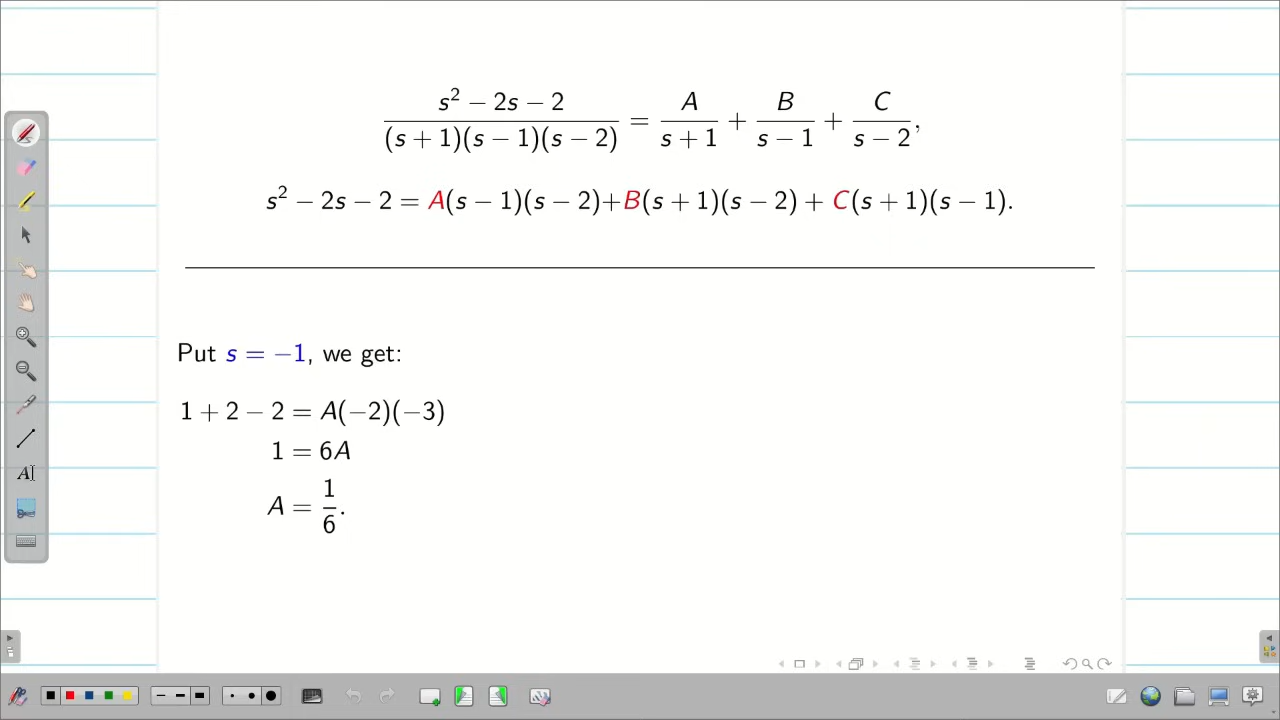 s² − 2s − 2 / (s + 1)(s − 1)(s − 2) = A / s + 1 + B / s − 1 + C / s − 2,
s² − 2s − 2 = A(s − 1)(s − 2)+B(s + 1)(s − 2) + C(s + 1)(s − 1).
Put s = −1, we get:
1 + 2 − 2 = A(−2)(−3)
1 = 6A
A = 1/6.